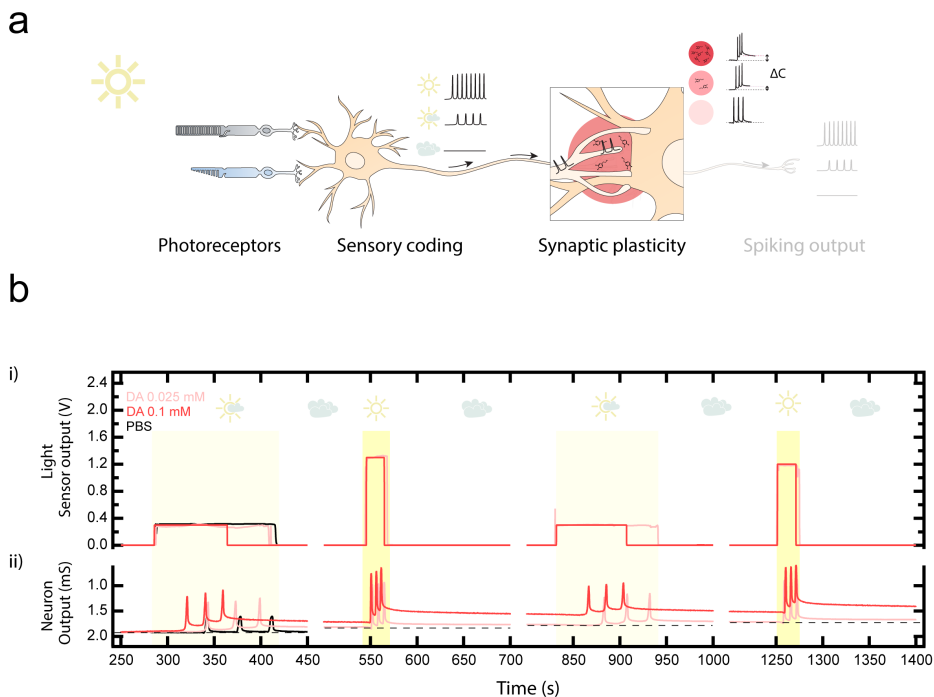 a
ΔC
Photoreceptors
Sensory coding
Synaptic plasticity
Spiking output
b
i)
Light
Sensor output (V)
2.4
2.0
1.6
1.2
0.8
0.4
0.0
DA 0.025 mM
DA 0.1 mM
PBS
ii)
Neuron
Output (mS)
1.0
1.5
2.0
250 300 350 400 450 550 600 650 700 850 900 950 1000 1250 1300 1350 1400
Time (s)